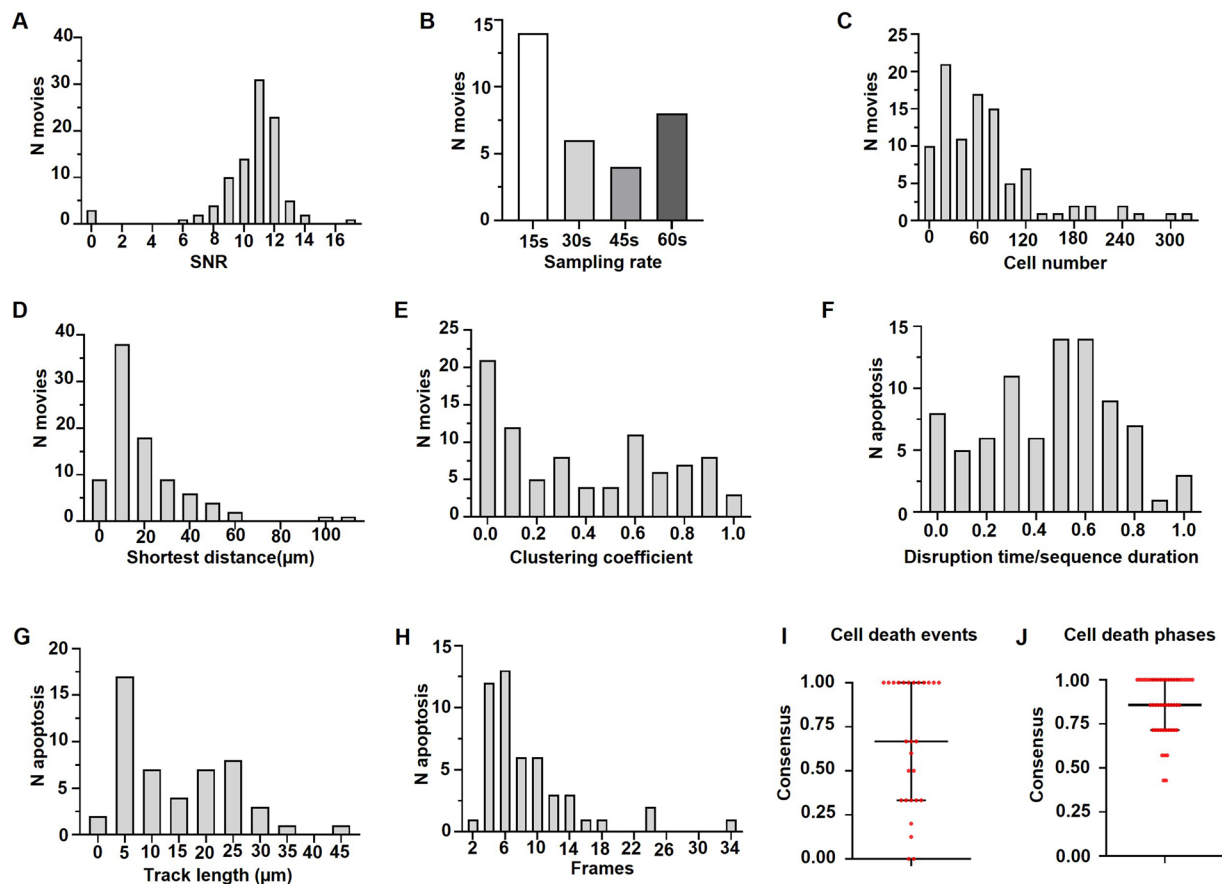 A
N movies
40
30
20
10
0
0 2 4 6 8 10 12 14 16
SNR
B
N movies
15
10
5
0
15s 30s 45s 60s
Sampling rate
C
N movies
25
20
15
10
5
0
0 60 120 180 240 300
Cell number
D
N movies
40
30
20
10
0
0 20 40 60 80 100
Shortest distance(µm)
E
N movies
25
20
15
10
5
0
0.0 0.2 0.4 0.6 0.8 1.0
Clustering coefficient
F
N apoptosis
15
10
5
0
0.0 0.2 0.4 0.6 0.8 1.0
Disruption time/sequence duration
G
N apoptosis
20
15
10
5
0
0 5 10 15 20 25 30 35 40 45
Track length (µm)
H
N apoptosis
15
10
5
0
2 6 10 14 18 22 26 30 34
Frames
I Cell death events
Consensus
1.00
0.75
0.50
0.25
0.00
J Cell death phases
Consensus
1.00
0.75
0.50
0.25
0.00